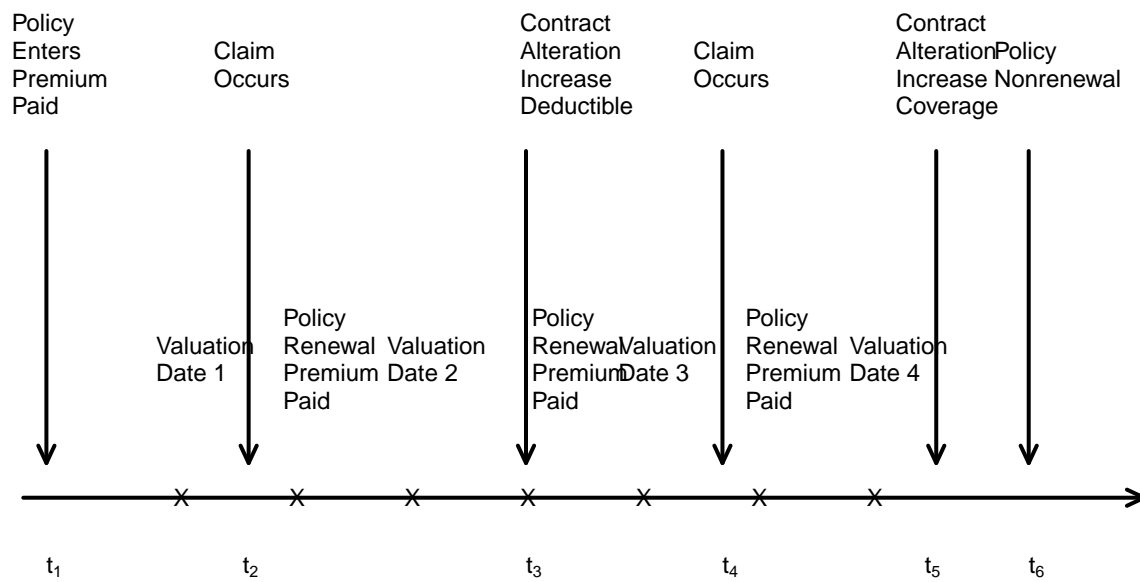 Policy
Enters
Premium
Paid
Claim
Occurs
Contract
Alteration
Increase
Deductible
Claim
Occurs
Contract
Alteration
Increase
Coverage
Policy
Nonrenewal
Valuation
Date 1
Policy
Renewal
Premium
Paid
Valuation
Date 2
Policy
Renewal
Premium
Paid
Valuation
Date 3
Policy
Renewal
Premium
Paid
Valuation
Date 4
X X X X X X X
t₁ t₂ t₃ t₄ t₅ t₆